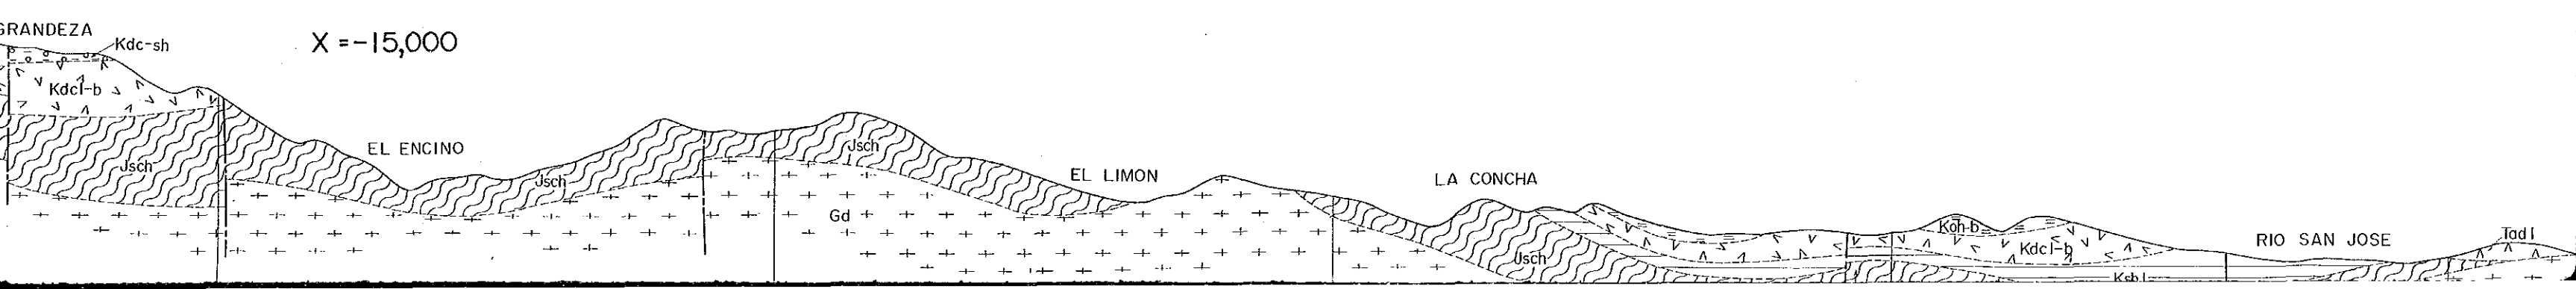 GRANDEZA
Kdc-sh
X =-15,000
Kdcl-b
Jsch
EL ENCINO
Jsch
Jsch
Gd
EL LIMON
LA CONCHA
Jsch
Koh-b
Kdcl-b
Ksbl
RIO SAN JOSE
Tadl